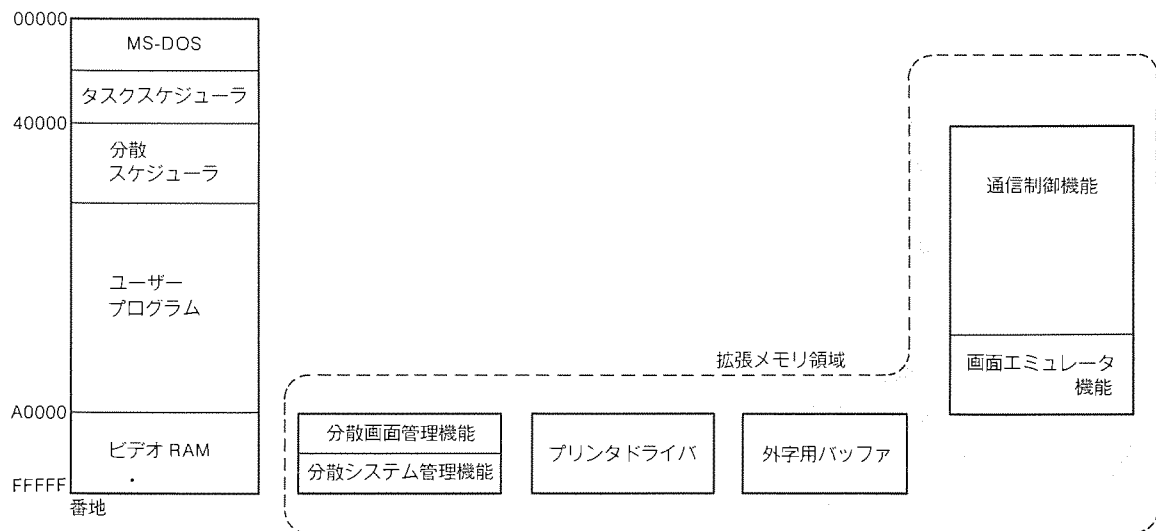 00000
MS-DOS
タスクスケジューラ
40000
分散
スケジューラ
ユーザー
プログラム
A0000
ビデオ RAM
FFFFF
番地
拡張メモリ領域
分散画面管理機能
分散システム管理機能
プリンタドライバ
外字用バッファ
通信制御機能
画面エミュレータ
機能